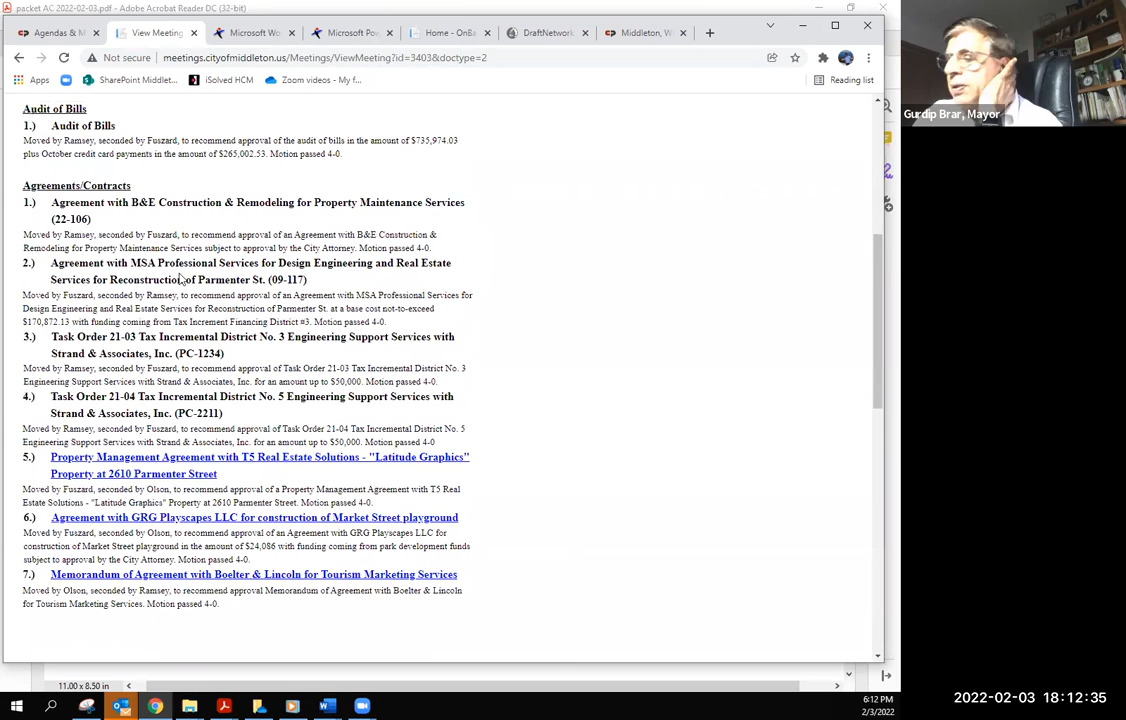 packet AC 2022-02-03.pdf - Adobe Acrobat Reader DC (32-bit)
Agendas & M
View Meeting
Microsoft Wo
Microsoft Pow
Home - OnBa
DraftNetwork
Middleton, W
Not secure
meetings.cityofmiddleton.us/Meetings/ViewMeeting?id=3403&doctype=2
Apps
SharePoint Middlet...
iSolved HCM
Zoom videos - My f...
Reading list
Audit of Bills
1.) Audit of Bills
Moved by Ramsey, seconded by Fuszard, to recommend approval of the audit of bills in the amount of $735,974.03
plus October credit card payments in the amount of $265,002.53. Motion passed 4-0.
Agreements/Contracts
1.) Agreement with B&E Construction & Remodeling for Property Maintenance Services
(22-106)
Moved by Ramsey, seconded by Fuszard, to recommend approval of an Agreement with B&E Construction &
Remodeling for Property Maintenance Services subject to approval by the City Attorney. Motion passed 4-0.
2.) Agreement with MSA Professional Services for Design Engineering and Real Estate
Services for Reconstruction of Parmenter St. (09-117)
Moved by Fuszard, seconded by Ramsey, to recommend approval of an Agreement with MSA Professional Services for
Design Engineering and Real Estate Services for Reconstruction of Parmenter St. at a base cost not-to-exceed
$170,872.13 with funding coming from Tax Increment Financing District #3. Motion passed 4-0.
3.) Task Order 21-03 Tax Incremental District No. 3 Engineering Support Services with
Strand & Associates, Inc. (PC-1234)
Moved by Ramsey, seconded by Fuszard, to recommend approval of Task Order 21-03 Tax Increment District No. 3
Engineering Support Services with Strand & Associates, Inc. for an amount up to $50,000. Motion passed 4-0.
4.) Task Order 21-04 Tax Incremental District No. 5 Engineering Support Services with
Strand & Associates, Inc. (PC-2211)
Moved by Ramsey, seconded by Fuszard, to recommend approval of Task Order 21-04 Tax Increment District No. 5
Engineering Support Services with Strand & Associates, Inc. for an amount up to $50,000. Motion passed 4-0
5.) Property Management Agreement with T5 Real Estate Solutions - "Latitude Graphics"
Property at 2610 Parmenter Street
Moved by Fuszard, seconded by Olson, to recommend approval of a Property Management Agreement with T5 Real
Estate Solutions - "Latitude Graphics" Property at 2610 Parmenter Street. Motion passed 4-0.
6.) Agreement with GRG Playscapes LLC for construction of Market Street playground
Moved by Fuszard, seconded by Olson, to recommend approval of an Agreement with GRG Playscapes LLC for
construction of Market Street playground in the amount of $24,086 with funding coming from park development funds
subject to approval by the City Attorney. Motion passed 4-0.
7.) Memorandum of Agreement with Boelter & Lincoln for Tourism Marketing Services
Moved by Olson, seconded by Ramsey, to recommend approval Memorandum of Agreement with Boelter & Lincoln
for Tourism Marketing Services. Motion passed 4-0.
11.00 x 8.50 in
6:12 PM
2/3/2022
Gurdip Brar, Mayor
2022-02-03 18:12:35